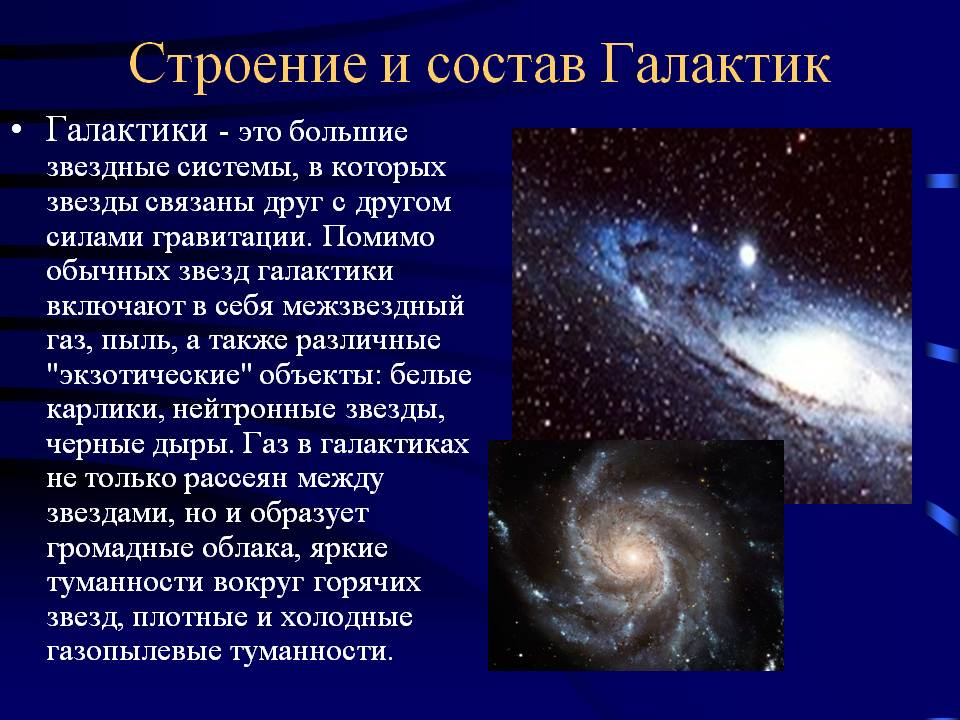 Строение и состав Галактик
• Галактики - это большие
звездные системы, в которых
звезды связаны друг с другом
силами гравитации. Помимо
обычных звезд галактики
включают в себя межзвездный
газ, пыль, а также различные
"экзотические" объекты: белые
карлики, нейтронные звезды,
черные дыры. Газ в галактиках
не только рассеян между
звездами, но и образует
громадные облака, яркие
туманности вокруг горячих
звезд, плотные и холодные
газопылевые туманности.